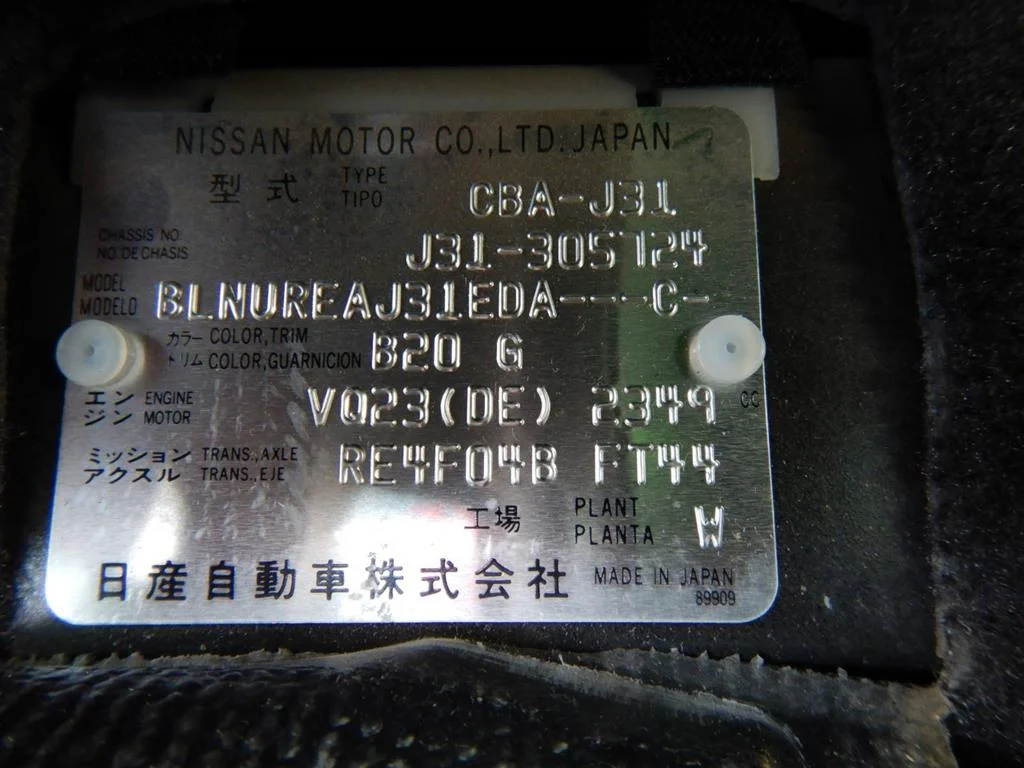 NISSAN MOTOR CO.,LTD.JAPAN
型式 TYPE TIPO CBA-J31
CHASSIS NO. NO.DE CHASIS J31-305724
MODEL MODELO BLNUREAJ31EDA----C-
カラー COLOR,TRIM トリム COLOR,GUARNICION B20 G
エンジン ENGINE MOTOR VQ23(DE) 2349 CC
ミッション TRANS.,AXLE アクスル TRANS.,EJE RE4F04B FT44
工場 PLANT PLANTA W
日産自動車株式会社 MADE IN JAPAN
89909